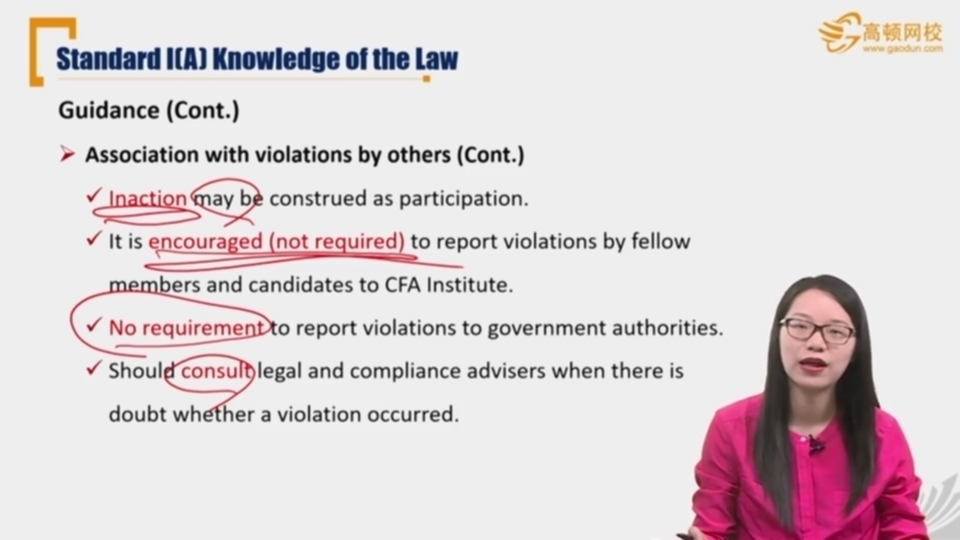 高顿网校
www.gaodun.com
Standard I(A) Knowledge of the Law
Guidance (Cont.)
Association with violations by others (Cont.)
Inaction may be construed as participation.
It is encouraged (not required) to report violations by fellow
members and candidates to CFA Institute.
No requirement to report violations to government authorities.
Should consult legal and compliance advisers when there is
doubt whether a violation occurred.